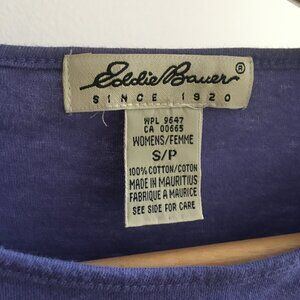 Eddie Bauer®
SINCE 1920
WPL 9647
CA 00665
WOMENS/FEMME
S/P
100% COTTON/COTON
MADE IN MAURITIUS
FABRIQUE A MAURICE
SEE SIDE FOR CARE